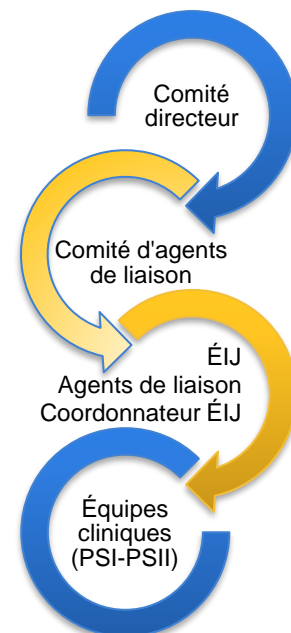 Comité
directeur
Comité d'agents
de liaison
ÉIJ
Agents de liaison
Coordonnateur ÉIJ
Équipes
cliniques
(PSI-PSII)